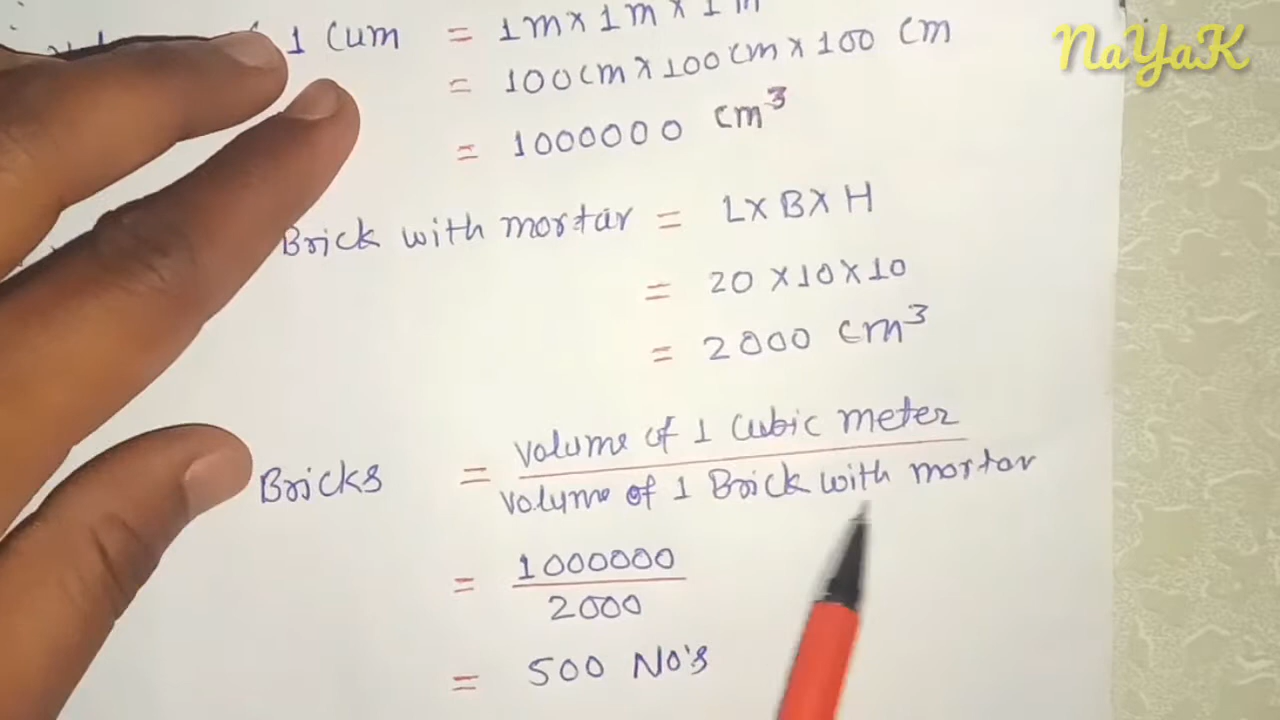 1 Cum = 1m x 1m x 1m
NaYaK
= 100cm x 100cm x 100 cm
= 1000000 cm³
Brick with mortar = L x B x H
= 20 x 10 x 10
= 2000 cm³
Bricks = volume of 1 cubic meter
volume of 1 Brick with mortar
= 1000000
2000
= 500 No's